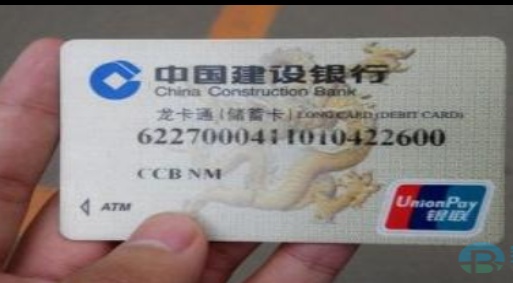 中国建设银行
China Construction Bank
龙卡通(储蓄卡)LONG CARD (DEBIT CARD)
6227000411010422600
CCB NM
ATM
UnionPay
银联